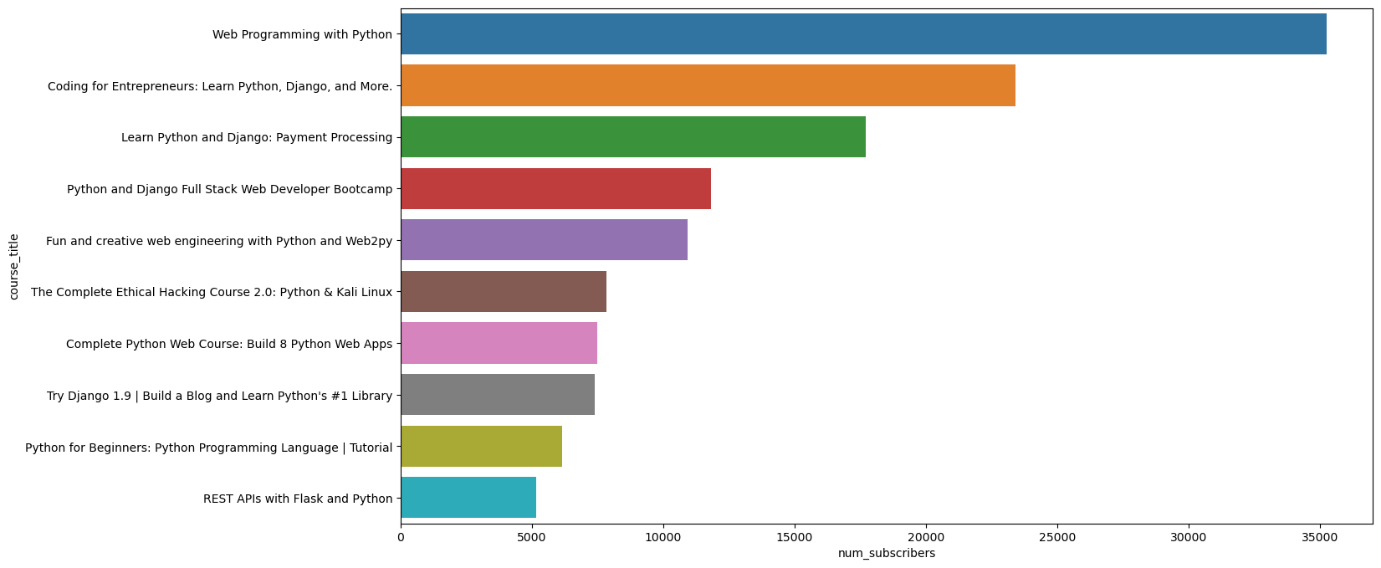 Web Programming with Python
Coding for Entrepreneurs: Learn Python, Django, and More.
Learn Python and Django: Payment Processing
Python and Django Full Stack Web Developer Bootcamp
Fun and creative web engineering with Python and Web2py
The Complete Ethical Hacking Course 2.0: Python & Kali Linux
Complete Python Web Course: Build 8 Python Web Apps
Try Django 1.9 | Build a Blog and Learn Python's #1 Library
Python for Beginners: Python Programming Language | Tutorial
REST APIs with Flask and Python
course_title
0 5000 10000 15000 20000 25000 30000 35000
num_subscribers